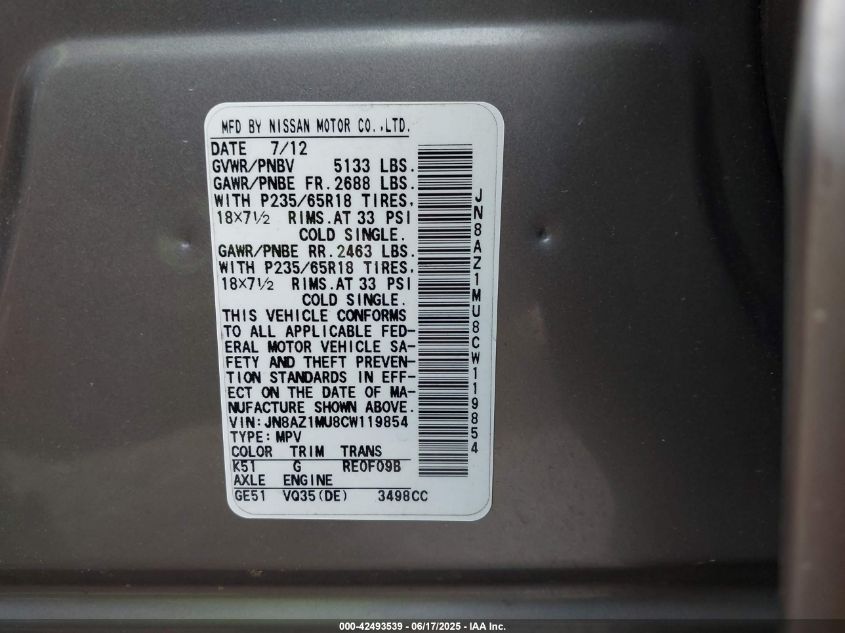 MFD BY NISSAN MOTOR CO.,LTD.
DATE 7/12
GVWR/PNBV 5133 LBS.
GAWR/PNBE FR. 2688 LBS.
WITH P235/65R18 TIRES,
18×7½ RIMS. AT 33 PSI
COLD SINGLE.
GAWR/PNBE RR. 2463 LBS.
WITH P235/65R18 TIRES,
18×7½ RIMS. AT 33 PSI
COLD SINGLE.
THIS VEHICLE CONFORMS
TO ALL APPLICABLE FED-
ERAL MOTOR VEHICLE SA-
FETY AND THEFT PREVEN-
TION STANDARDS IN EFF-
ECT ON THE DATE OF MA-
NUFACTURE SHOWN ABOVE.
VIN: JN8AZ1MU8CW119854
TYPE: MPV
COLOR TRIM TRANS
K51 G RE0F09B
AXLE ENGINE
GE51 VQ35(DE) 3498CC
JN8AZ1MU8CW119854
000-42493539 - 06/17/2025 - IAA Inc.